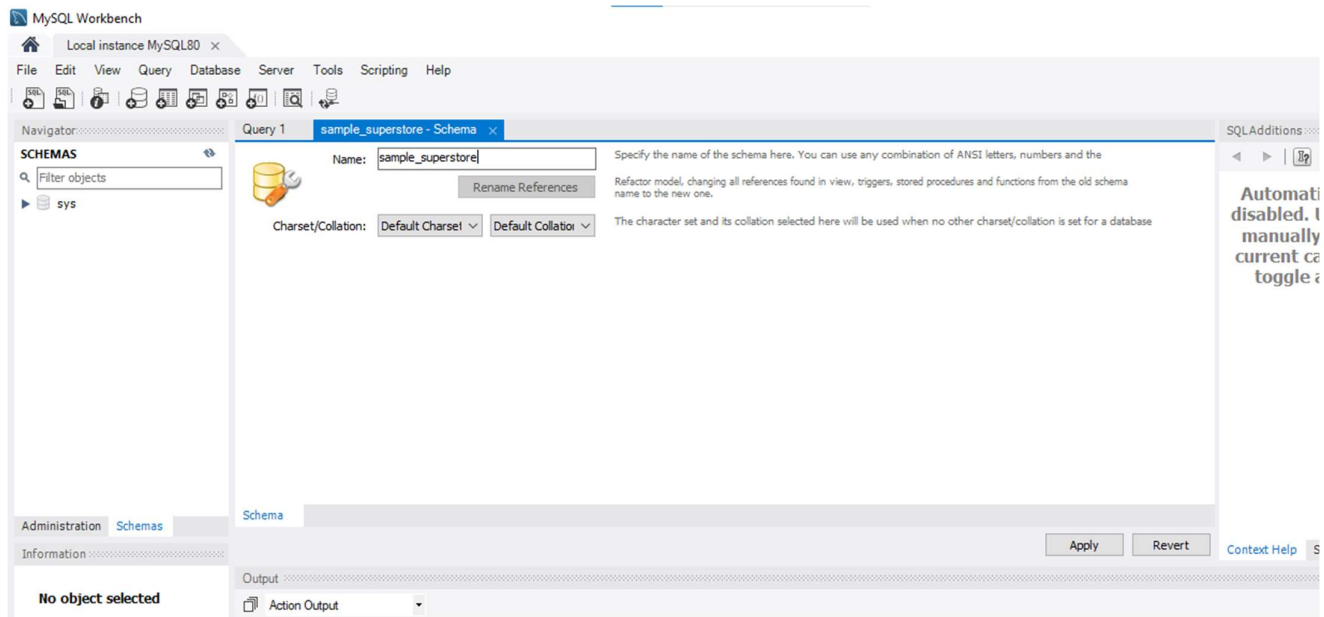 MySQL Workbench
Local instance MySQL80
File Edit View Query Database Server Tools Scripting Help
Navigator
SCHEMAS
Filter objects
sys
Administration Schemas
Information
No object selected
Query 1 sample_superstore - Schema
Name: sample_superstore
Specify the name of the schema here. You can use any combination of ANSI letters, numbers and the
Rename References
Refactor model, changing all references found in view, triggers, stored procedures and functions from the old schema
name to the new one.
Charset/Collation: Default Charset Default Collation
The character set and its collation selected here will be used when no other charset/collation is set for a database
Schema
Apply Revert
Output
Action Output
SQLAdditions
Automati
disabled. U
manually
current ca
toggle a
Context Help S